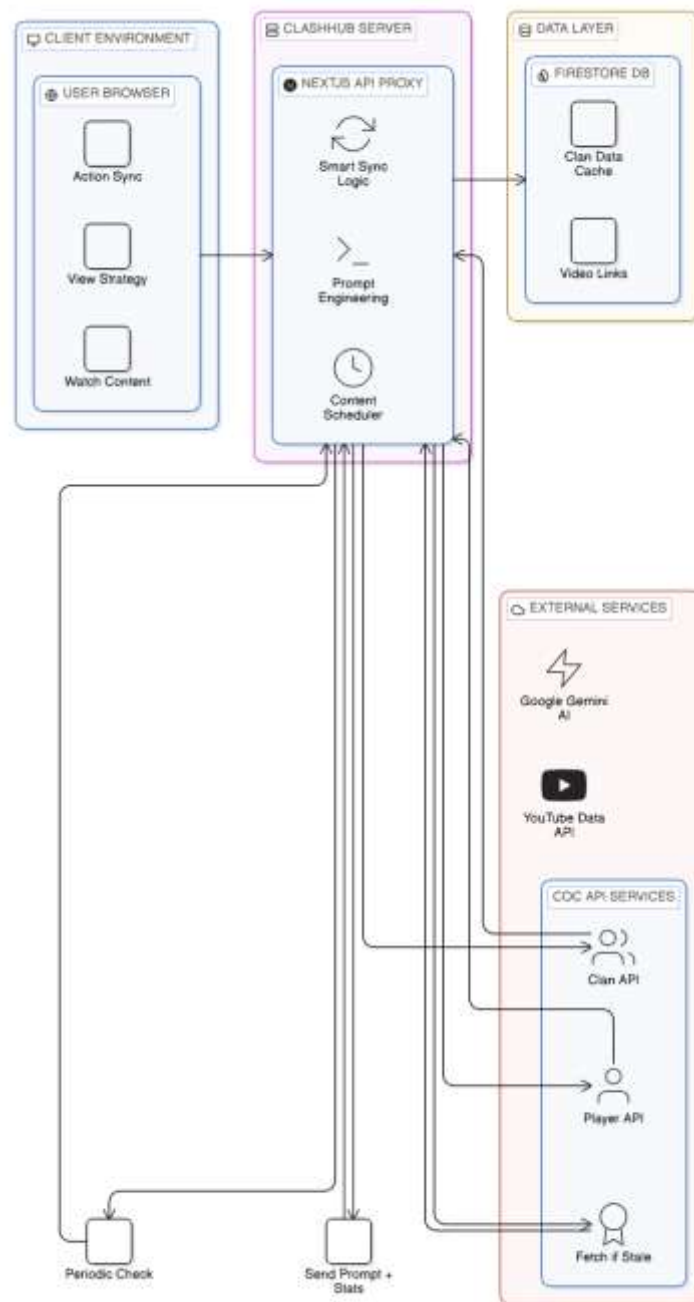 CLIENT ENVIRONMENT
USER BROWSER
Action Sync
View Strategy
Watch Content
CLASHHUB SERVER
NEXTJS API PROXY
Smart Sync
Logic
Prompt
Engineering
Content
Scheduler
DATA LAYER
FIRESTORE DB
Clan Data
Cache
Video Links
EXTERNAL SERVICES
Google Gemini
AI
YouTube Data
API
COC API SERVICES
Clan API
Player API
Fetch if Stale
Periodic Check
Send Prompt +
Stats